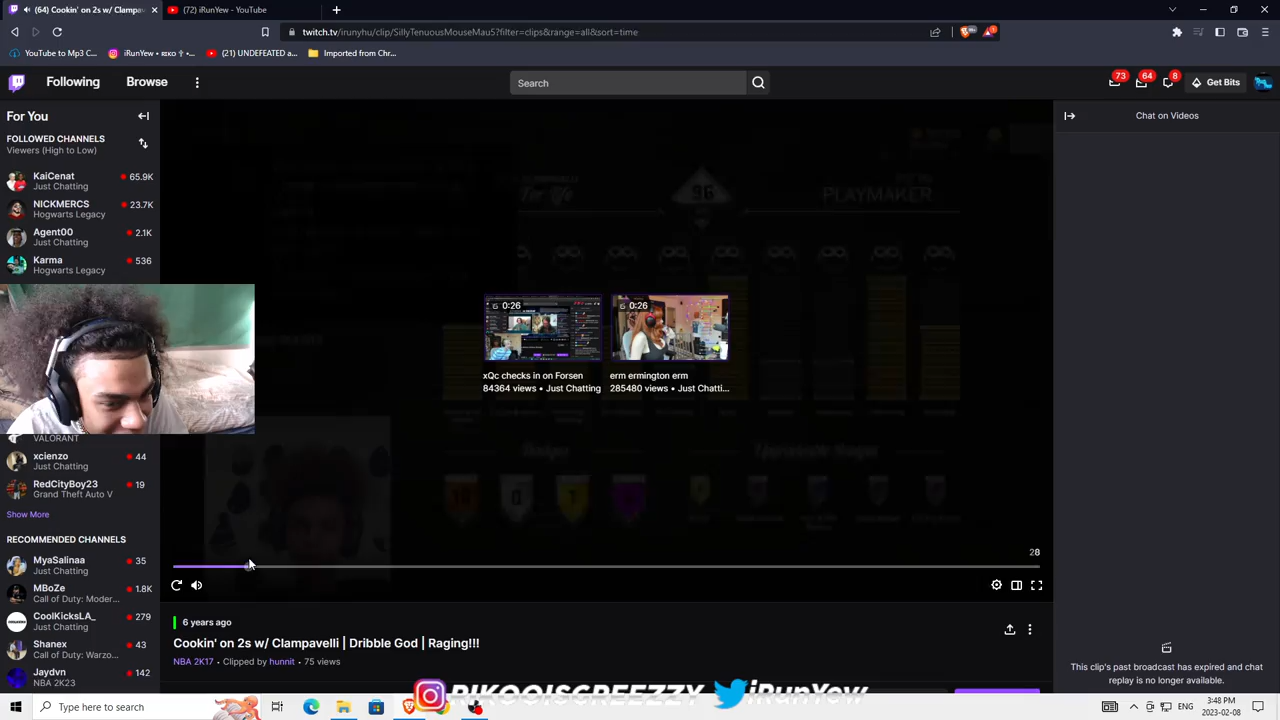 (64) Cookin' on 2s w/ Clampav
(72) iRunYew - YouTube
twitch.tv/irunyhu/clip/SillyTenuousMouseMau5?filter=clips&range=all&sort=time
YouTube to Mp3 C...
(21) UNDEFEATED a...
Imported from Chr...
Following
Browse
Search
73
64
8
Get Bits
For You
Chat on Videos
FOLLOWED CHANNELS
Viewers (High to Low)
KaiCenat
65.9K
Just Chatting
NICKMERCS
23.7K
Hogwarts Legacy
Agent00
2.1K
Just Chatting
Karma
536
Hogwarts Legacy
96
PLAYMAKER
0:26
0:26
xQc checks in on Forsen
84364 views • Just Chatting
erm ermington erm
285480 views • Just Chatti...
VALORANT
xcienzo
44
Just Chatting
RedCityBoy23
19
Grand Theft Auto V
Show More
RECOMMENDED CHANNELS
MyaSalinaa
35
Just Chatting
MBoZe
1.8K
Call of Duty: Moder...
CoolKicksLA_
279
Just Chatting
Shanex
43
Call of Duty: Warzo...
Jaydvn
142
NBA 2K23
28
6 years ago
Cookin' on 2s w/ Clampavelli | Dribble God | Raging!!!
NBA 2K17 • Clipped by hunnit • 75 views
This clip's past broadcast has expired and chat
replay is no longer available.
RIKOOISGREEZZY
iRunYew
Type here to search
3:48 PM
2023-02-08